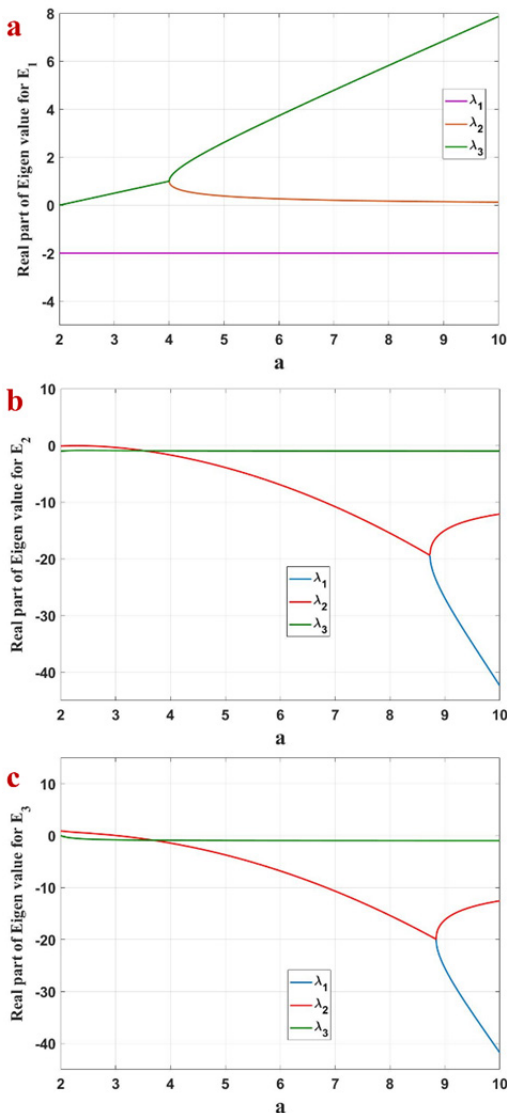 a
Real part of Eigen value for E1
8
6
4
2
0
-2
-4
λ1
λ2
λ3
2 3 4 5 6 7 8 9 10
a
b
Real part of Eigen value for E2
10
0
-10
-20
-30
-40
λ1
λ2
λ3
2 3 4 5 6 7 8 9 10
a
c
Real part of Eigen value for E3
10
0
-10
-20
-30
-40
λ1
λ2
λ3
2 3 4 5 6 7 8 9 10
a